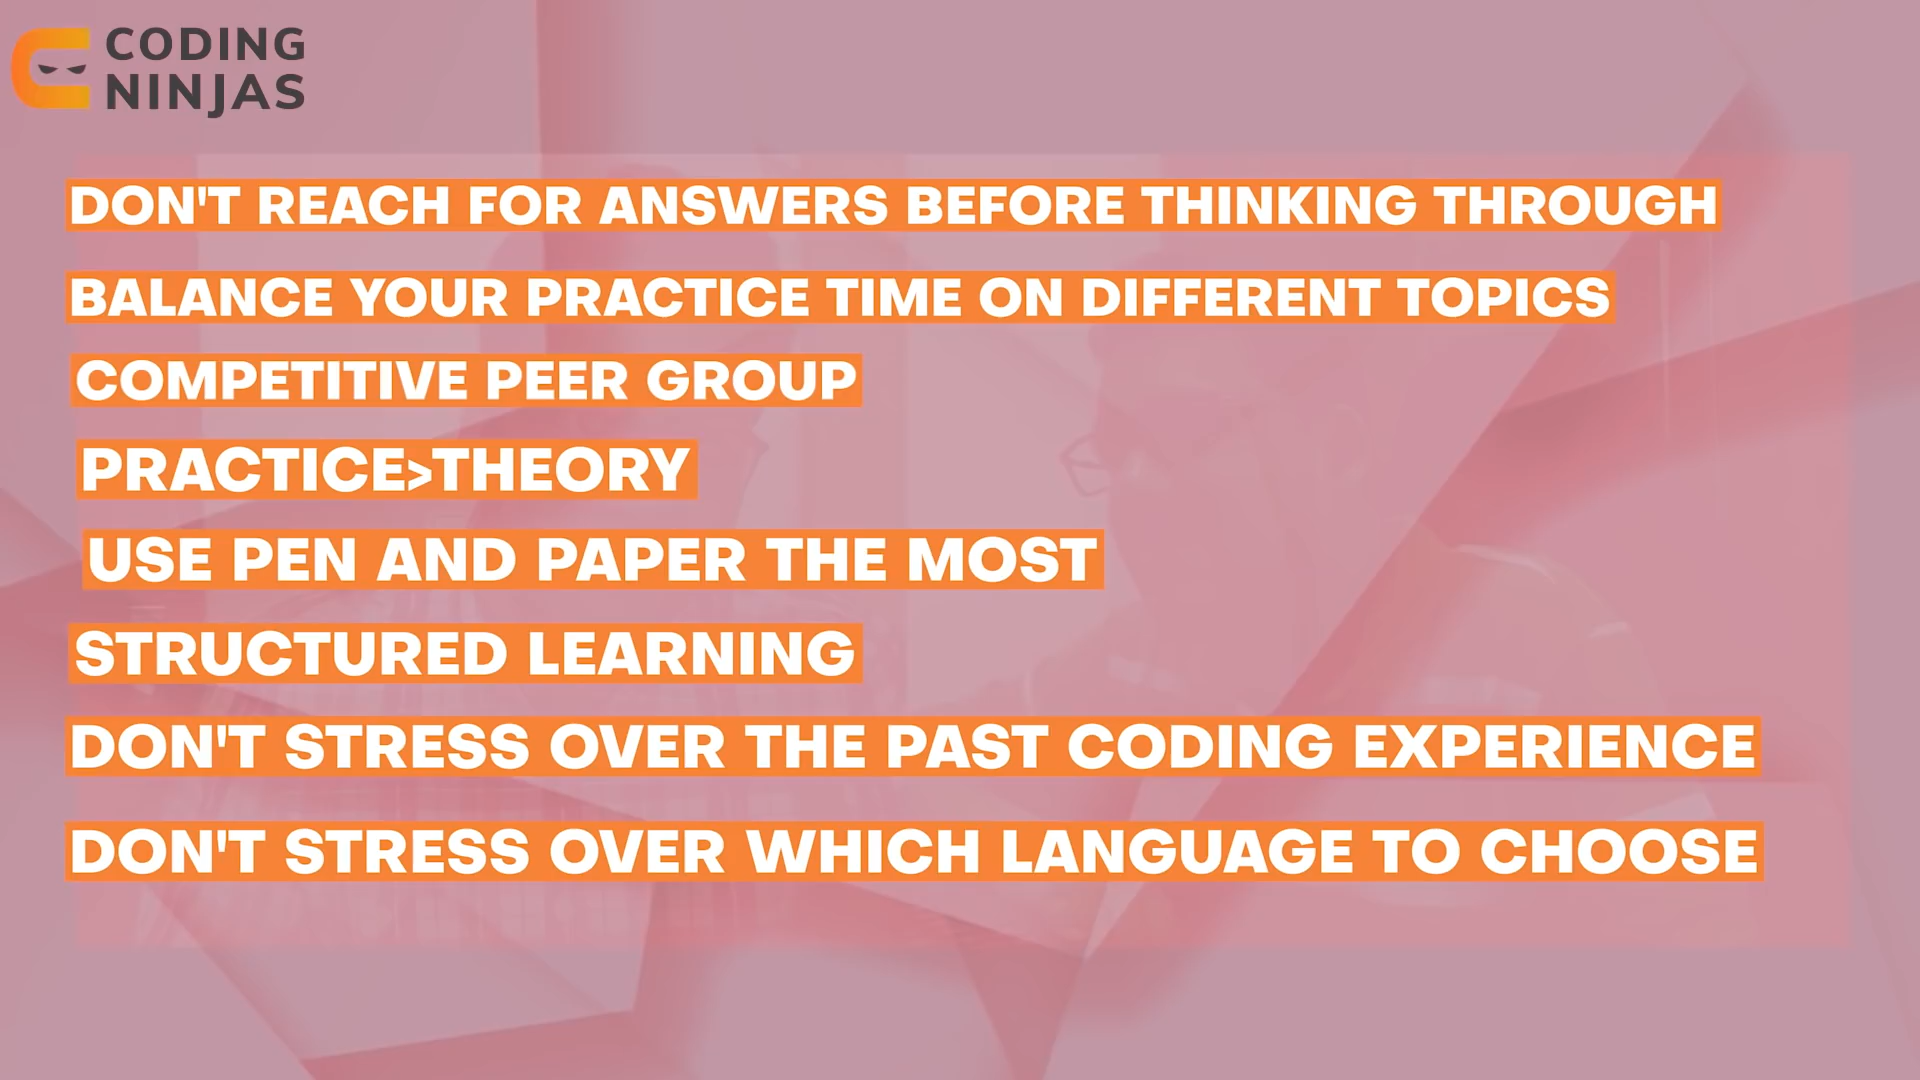 CODING
NINJAS
DON'T REACH FOR ANSWERS BEFORE THINKING THROUGH
BALANCE YOUR PRACTICE TIME ON DIFFERENT TOPICS
COMPETITIVE PEER GROUP
PRACTICE>THEORY
USE PEN AND PAPER THE MOST
STRUCTURED LEARNING
DON'T STRESS OVER THE PAST CODING EXPERIENCE
DON'T STRESS OVER WHICH LANGUAGE TO CHOOSE